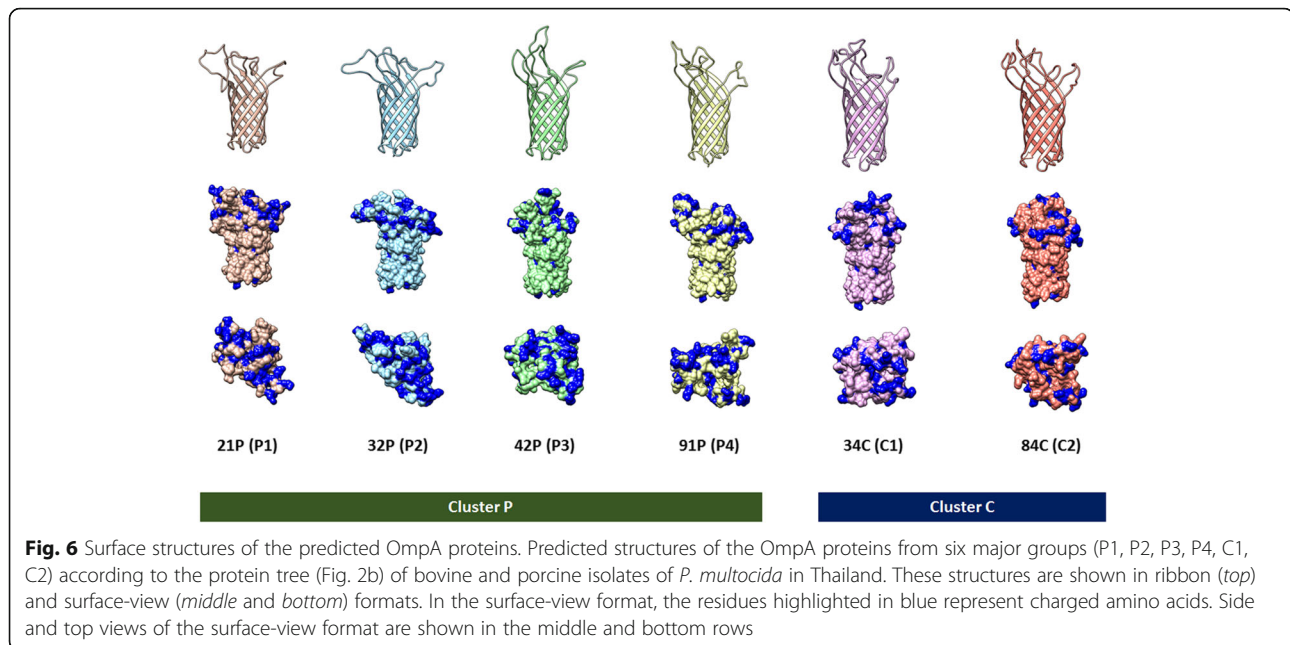 21P (P1) 32P (P2) 42P (P3) 91P (P4) 34C (C1) 84C (C2)
Cluster P Cluster C
Fig. 6 Surface structures of the predicted OmpA proteins. Predicted structures of the OmpA proteins from six major groups (P1, P2, P3, P4, C1,
C2) according to the protein tree (Fig. 2b) of bovine and porcine isolates of P. multocida in Thailand. These structures are shown in ribbon (top)
and surface-view (middle and bottom) formats. In the surface-view format, the residues highlighted in blue represent charged amino acids. Side
and top views of the surface-view format are shown in the middle and bottom rows